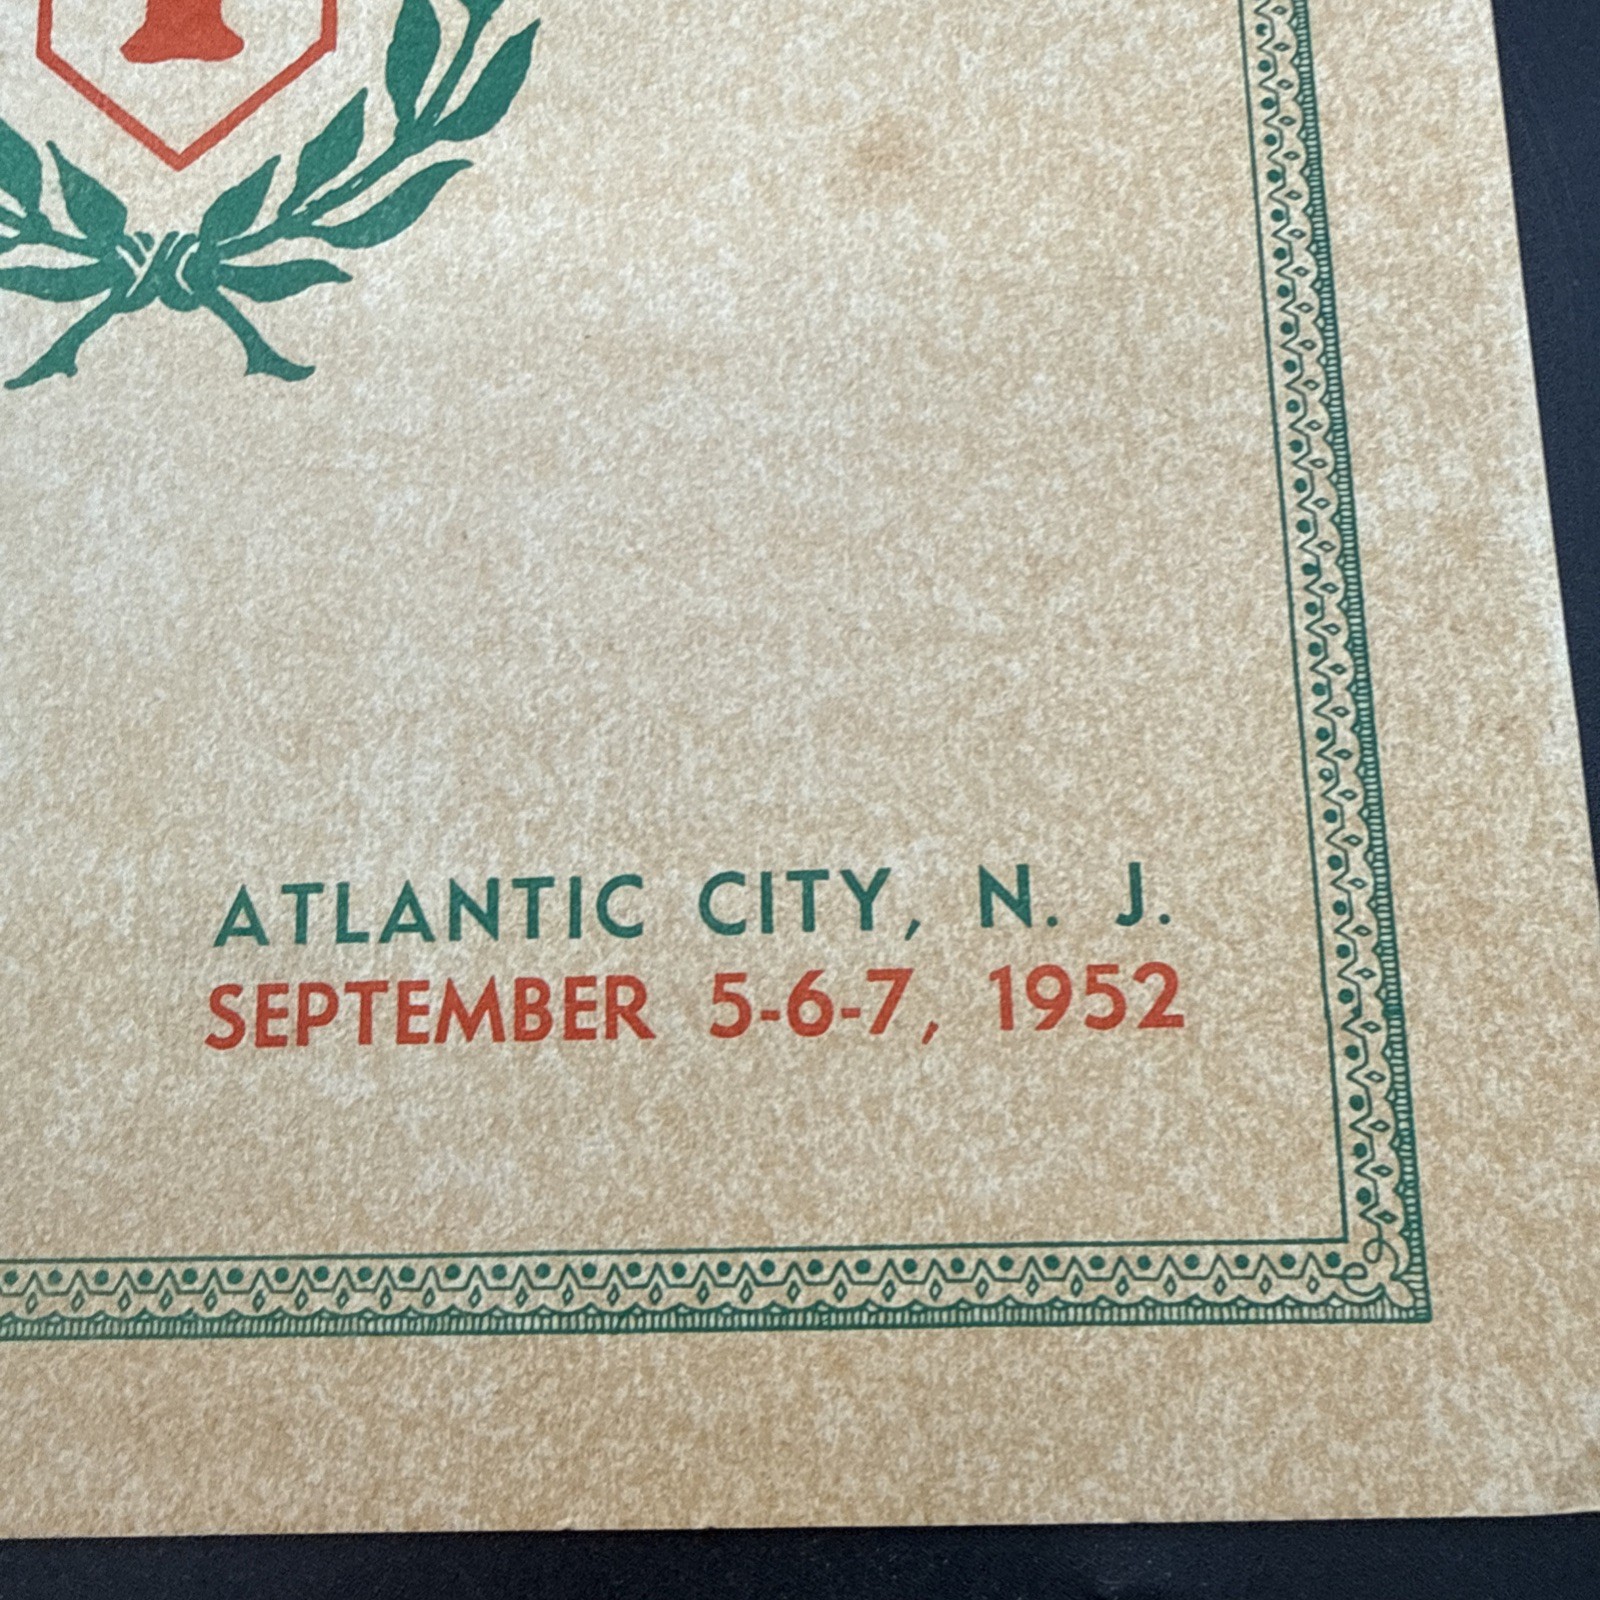 ATLANTIC CITY, N. J.
SEPTEMBER 5-6-7, 1952